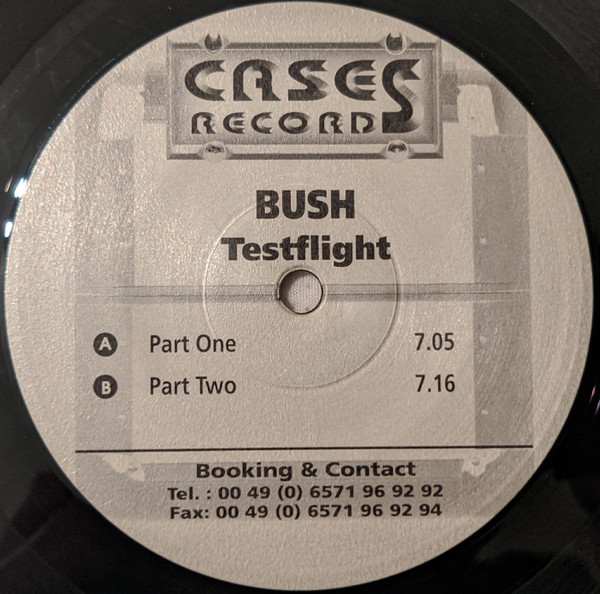 CASES
RECORDS
BUSH
Testflight
A Part One 7.05
B Part Two 7.16
Booking & Contact
Tel. : 00 49 (0) 6571 96 92 92
Fax: 00 49 (0) 6571 96 92 94